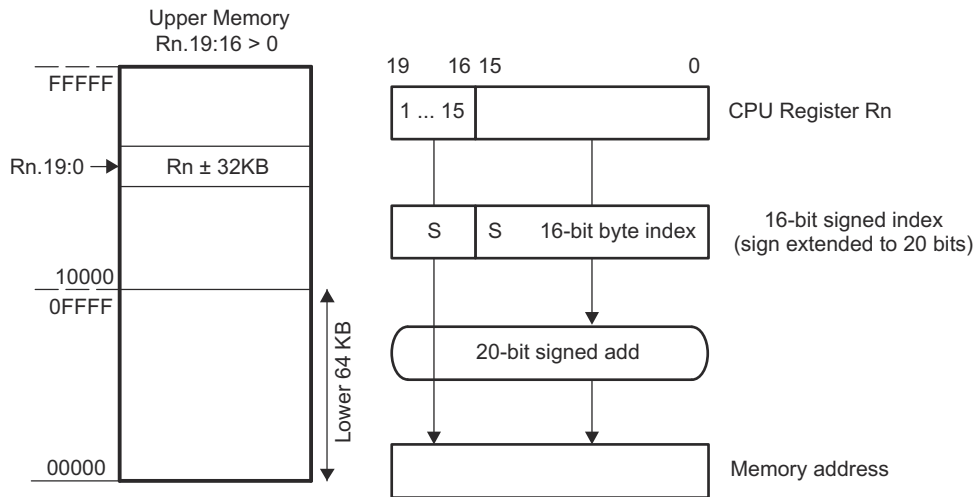 Upper Memory
Rn.19:16 > 0
FFFFF
Rn.19:0
Rn ± 32KB
10000
0FFFF
Lower 64 KB
00000
19 16 15 0
1 ... 15
CPU Register Rn
S S 16-bit byte index
16-bit signed index
(sign extended to 20 bits)
20-bit signed add
Memory address